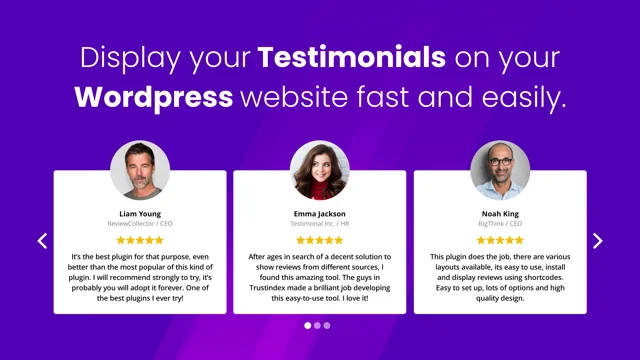 Display your Testimonials on your
Wordpress website fast and easily.
Liam Young
ReviewCollector / CEO
It's the best plugin for that purpose, even
better than the most popular of this kind of
plugin. I will recommend strongly to try, it's
probably you will adopt it forever. One of
the best plugins I ever try!
Emma Jackson
Testimonal Inc. / HR
After ages in search of a decent solution to
show reviews from different sources, I
found this amazing tool. The guys in
Trustindex made a brilliant job developing
this easy-to-use tool. I love it!
Noah King
BigThink / CEO
This plugin does the job, there are various
layouts available, its easy to use, install
and display reviews using shortcodes.
Easy to set up, lots of options and high
quality design.